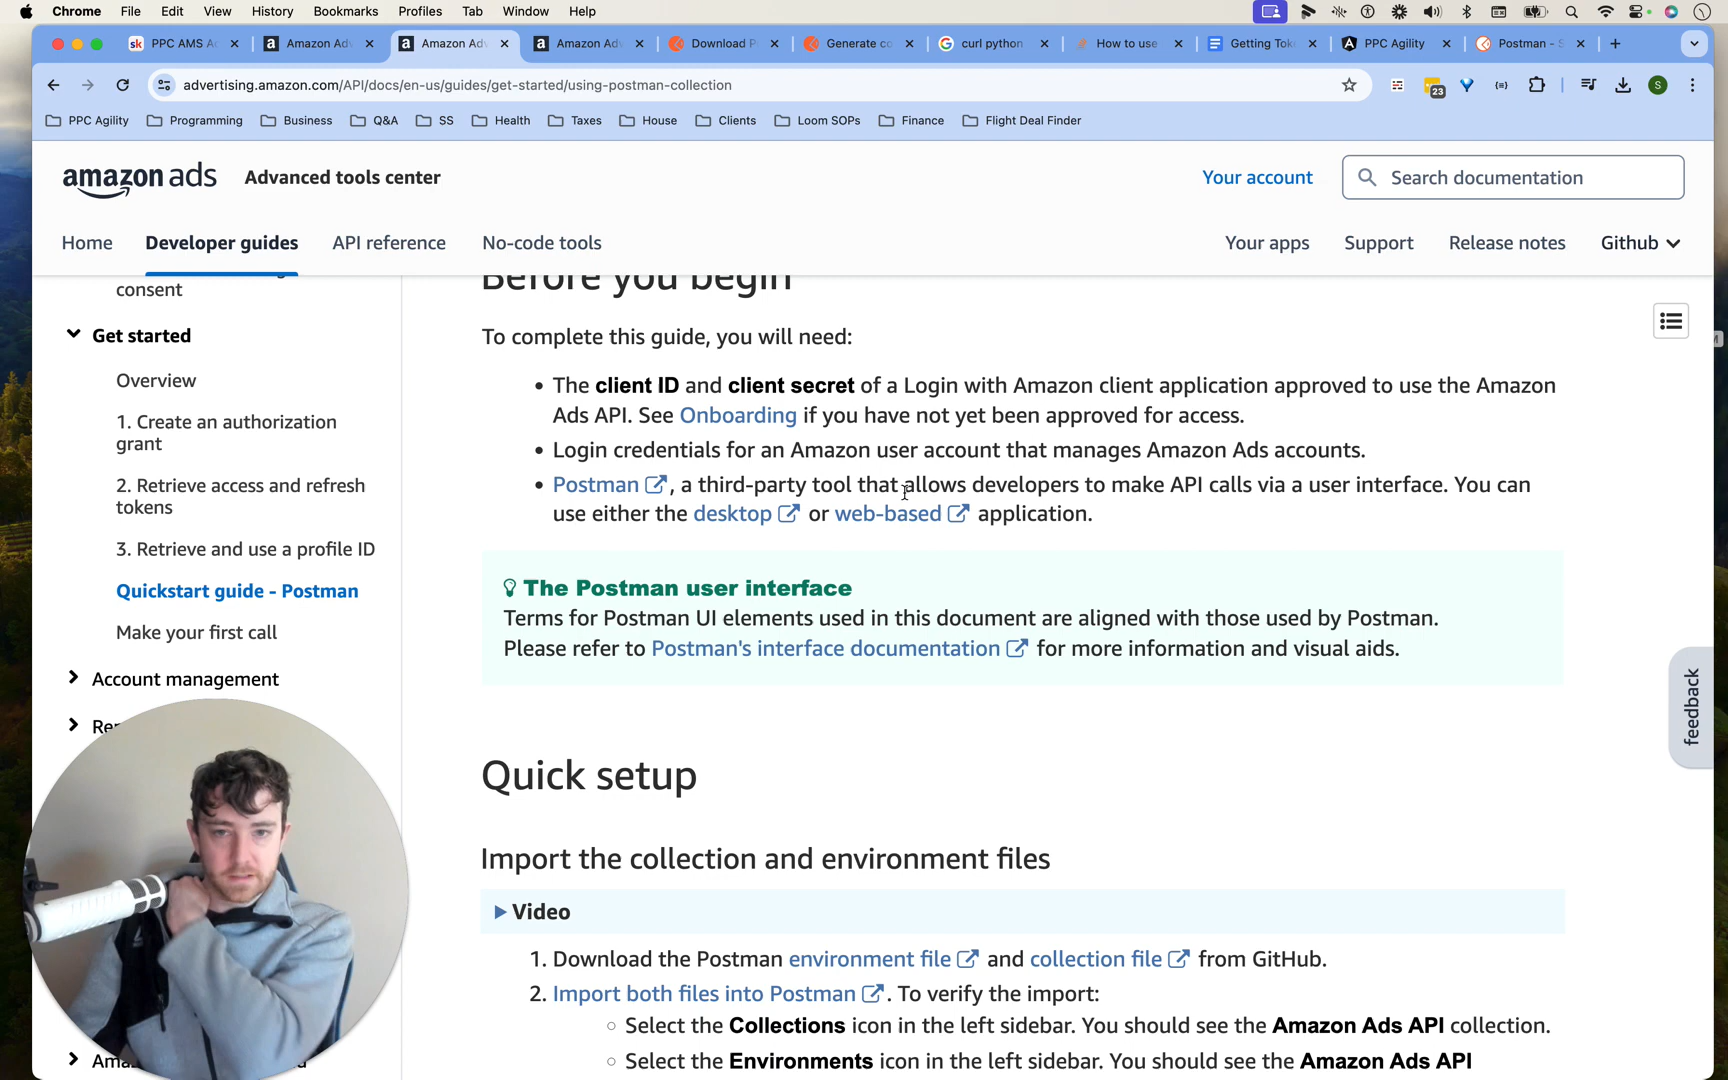 Chrome File Edit View History Bookmarks Profiles Tab Window Help
PPC AMS Ac Amazon Adv Amazon Adv Amazon Adv Download P Generate co curl python How to use Getting Tok PPC Agility Postman - S
advertising.amazon.com/API/docs/en-us/guides/get-started/using-postman-collection
23
S
PPC Agility Programming Business Q&A SS Health Taxes House Clients Loom SOPs Finance Flight Deal Finder
amazon ads Advanced tools center Your account Search documentation
Home Developer guides API reference No-code tools Your apps Support Release notes Github
consent
Get started
Overview
1. Create an authorization
grant
2. Retrieve access and refresh
tokens
3. Retrieve and use a profile ID
Quickstart guide - Postman
Make your first call
Account management
Before you begin
To complete this guide, you will need:
• The client ID and client secret of a Login with Amazon client application approved to use the Amazon
Ads API. See Onboarding if you have not yet been approved for access.
• Login credentials for an Amazon user account that manages Amazon Ads accounts.
• Postman, a third-party tool that allows developers to make API calls via a user interface. You can
use either the desktop or web-based application.
The Postman user interface
Terms for Postman UI elements used in this document are aligned with those used by Postman.
Please refer to Postman's interface documentation for more information and visual aids.
feedback
Quick setup
Import the collection and environment files
Video
1. Download the Postman environment file and collection file from GitHub.
2. Import both files into Postman. To verify the import:
○ Select the Collections icon in the left sidebar. You should see the Amazon Ads API collection.
○ Select the Environments icon in the left sidebar. You should see the Amazon Ads API